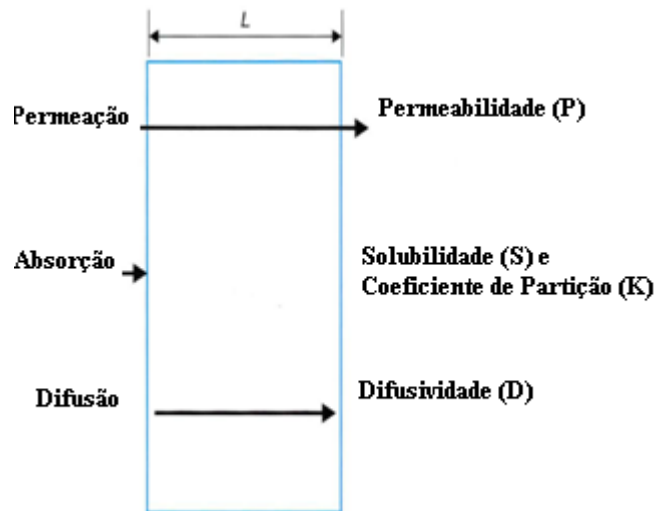 L
Permeação
Permeabilidade (P)
Absorção
Solubilidade (S) e
Coeficiente de Partição (K)
Difusão
Difusividade (D)